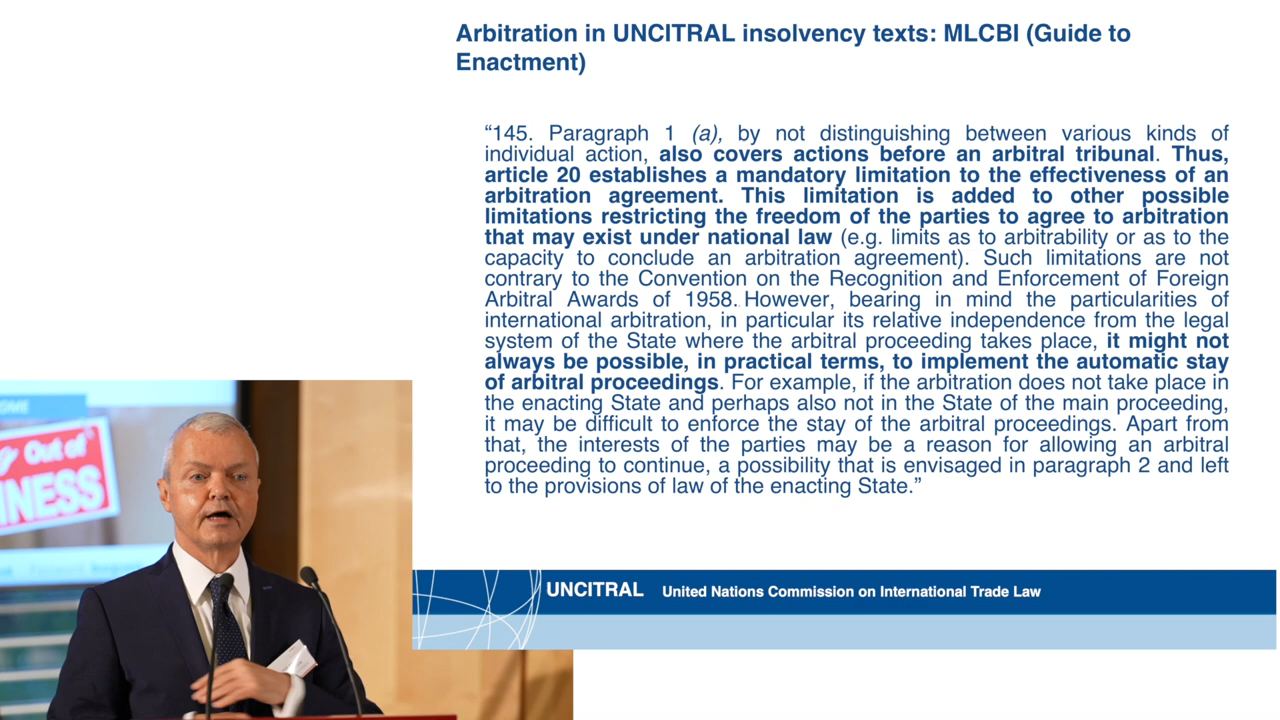 Arbitration in UNCITRAL insolvency texts: MLCBI (Guide to
Enactment)
“145. Paragraph 1 (a), by not distinguishing between various kinds of
individual action, also covers actions before an arbitral tribunal. Thus,
article 20 establishes a mandatory limitation to the effectiveness of an
arbitration agreement. This limitation is added to other possible
limitations restricting the freedom of the parties to agree to arbitration
that may exist under national law (e.g. limits as to arbitrability or as to the
capacity to conclude an arbitration agreement). Such limitations are not
contrary to the Convention on the Recognition and Enforcement of Foreign
Arbitral Awards of 1958. However, bearing in mind the particularities of
international arbitration, in particular its relative independence from the legal
system of the State where the arbitral proceeding takes place, it might not
always be possible, in practical terms, to implement the automatic stay
of arbitral proceedings. For example, if the arbitration does not take place in
the enacting State and perhaps also not in the State of the main proceeding,
it may be difficult to enforce the stay of the arbitral proceedings. Apart from
that, the interests of the parties may be a reason for allowing an arbitral
proceeding to continue, a possibility that is envisaged in paragraph 2 and left
to the provisions of law of the enacting State.”
OME
Out of
INESS
UNCITRAL United Nations Commission on International Trade Law